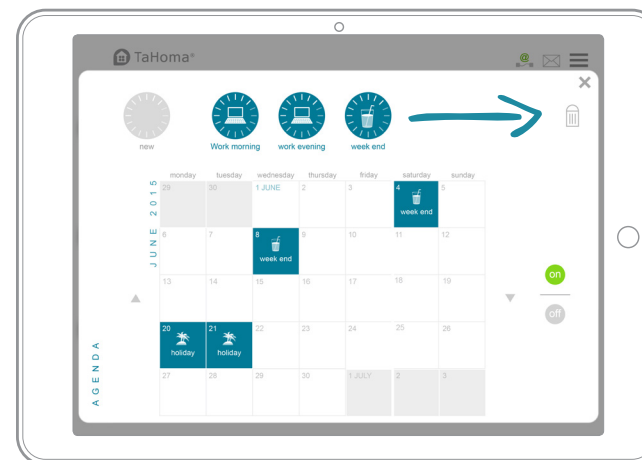 TaHoma®
@
new
Work morning
work evening
week end
monday tuesday wednesday thursday friday saturday sunday
JUNE 2015
29 30 1 JUNE 2 3 4 5
week end
6 7 8 9 10 11 12
week end
13 14 15 16 17 18 19
20 21 22 23 24 25 26
holiday holiday
27 28 29 30 1 JULY 2 3
on
off
AGENDA